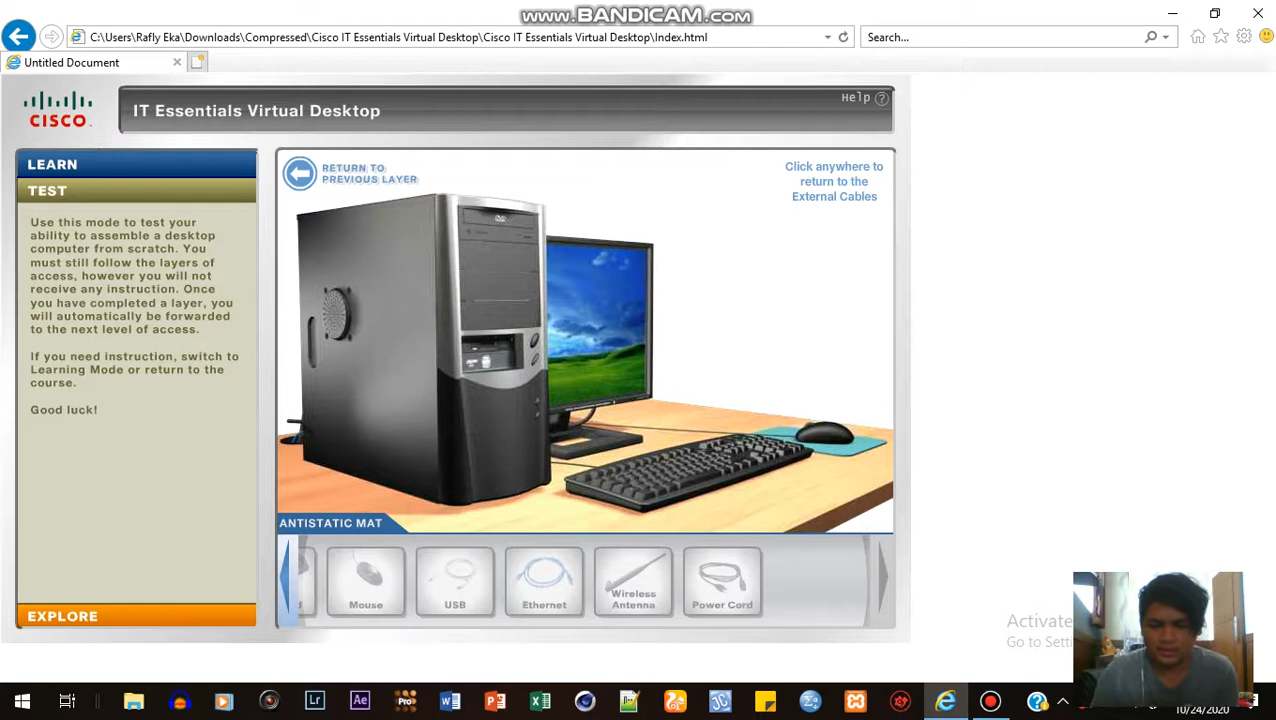 www.BANDICAM.com
C:\Users\Rafly Eka\Downloads\Compressed\Cisco IT Essentials Virtual Desktop\Cisco IT Essentials Virtual Desktop\Index.html
Search...
Untitled Document
CISCO
IT Essentials Virtual Desktop
Help ?
LEARN
TEST
Use this mode to test your
ability to assemble a desktop
computer from scratch. You
must still follow the layers of
access, however you will not
receive any instruction. Once
you have completed a layer, you
will automatically be forwarded
to the next level of access.
If you need instruction, switch to
Learning Mode or return to the
course.
Good luck!
EXPLORE
RETURN TO
PREVIOUS LAYER
Click anywhere to
return to the
External Cables
ANTISTATIC MAT
Mouse
USB
Ethernet
Wireless
Antenna
Power Cord
Activate
Go to
Lr
Ae
Pro
10/24/2020